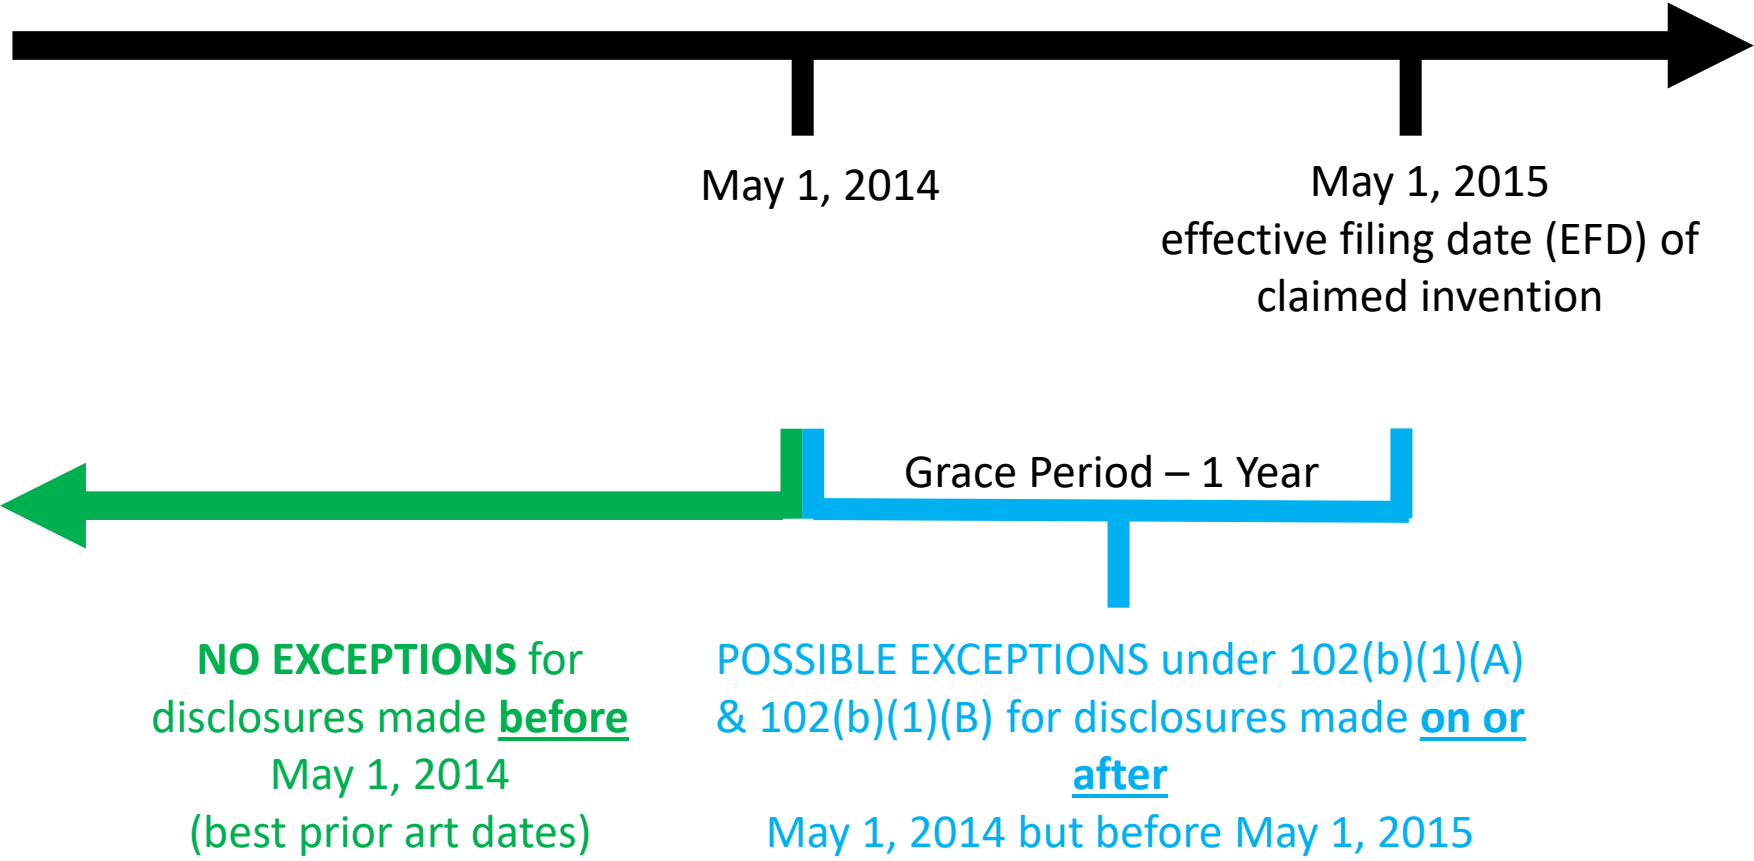 May 1, 2014
May 1, 2015
effective filing date (EFD) of
claimed invention
Grace Period – 1 Year
NO EXCEPTIONS for
disclosures made before
May 1, 2014
(best prior art dates)
POSSIBLE EXCEPTIONS under 102(b)(1)(A)
& 102(b)(1)(B) for disclosures made on or
after
May 1, 2014 but before May 1, 2015